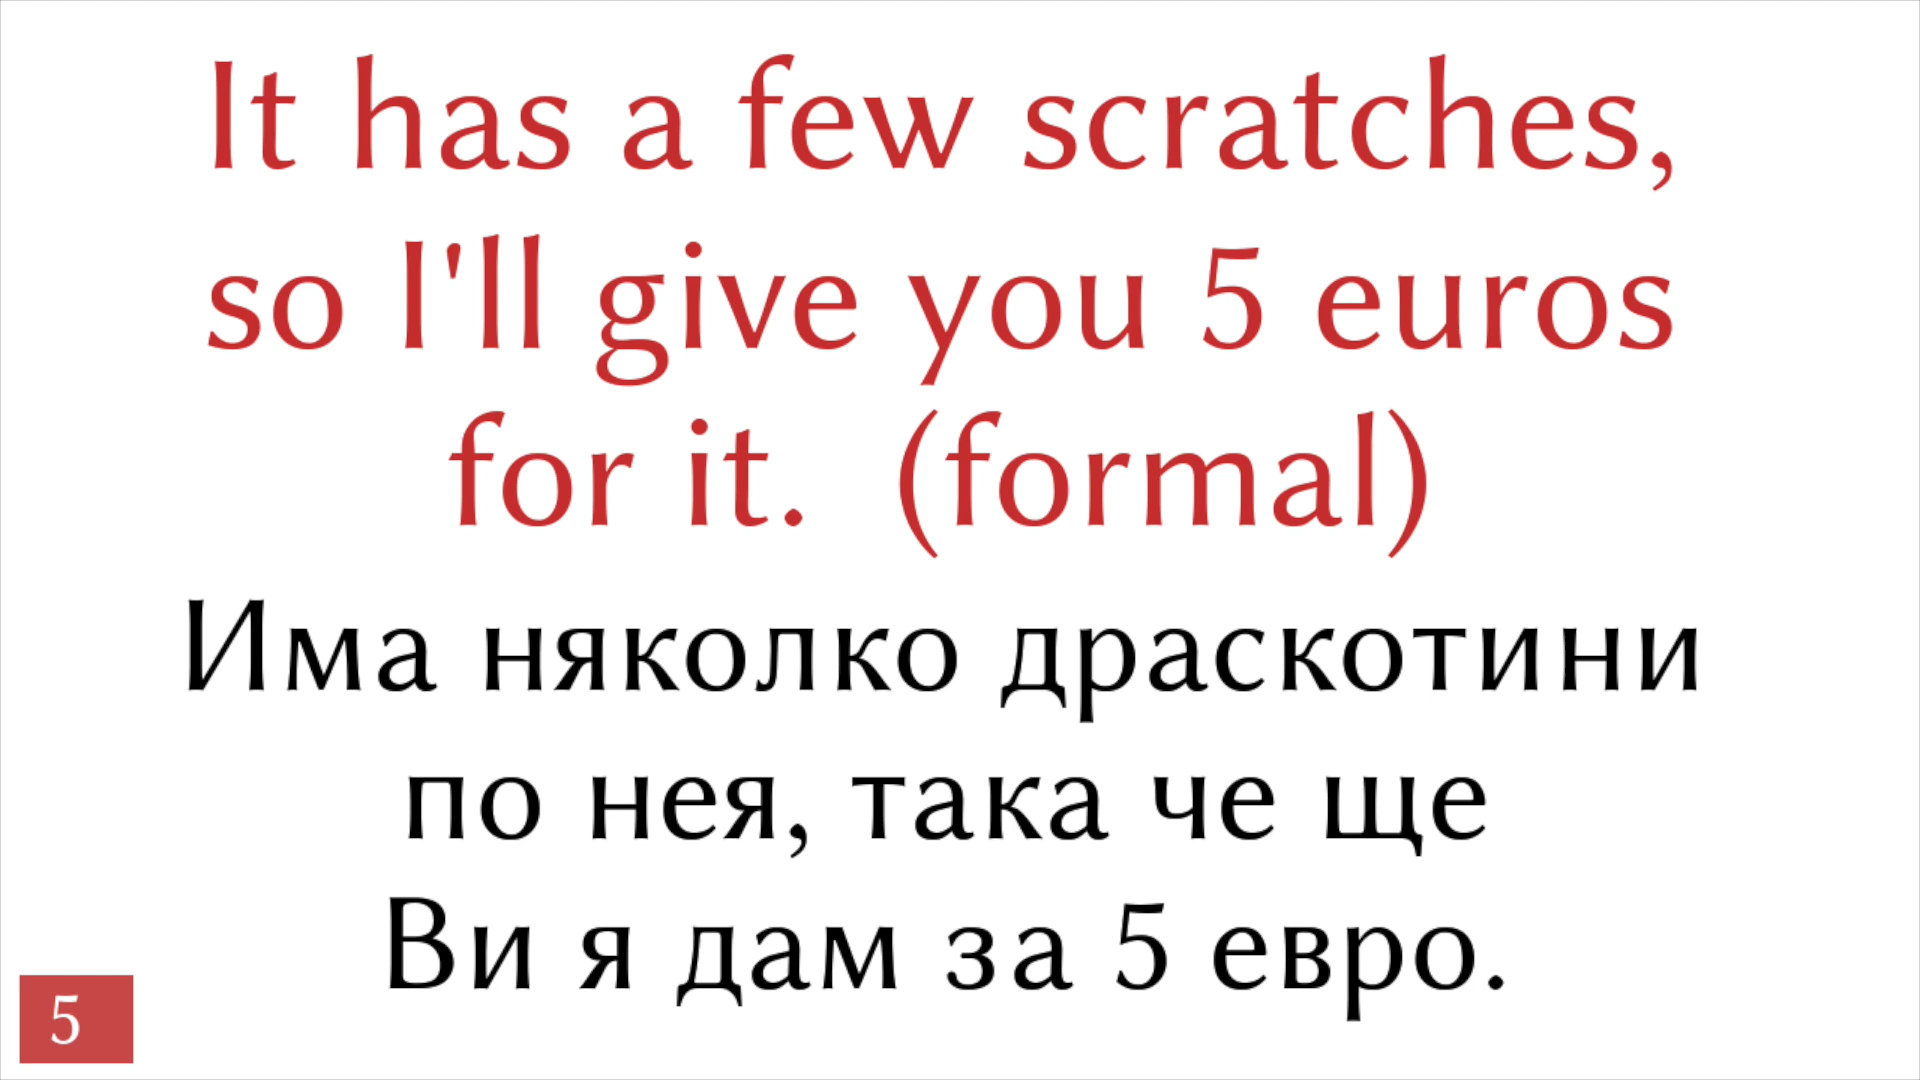 It has a few scratches,
so I'll give you 5 euros
for it.  (formal)
Има няколко драскотини
по нея, така че ще
Ви я дам за 5 евро.
5